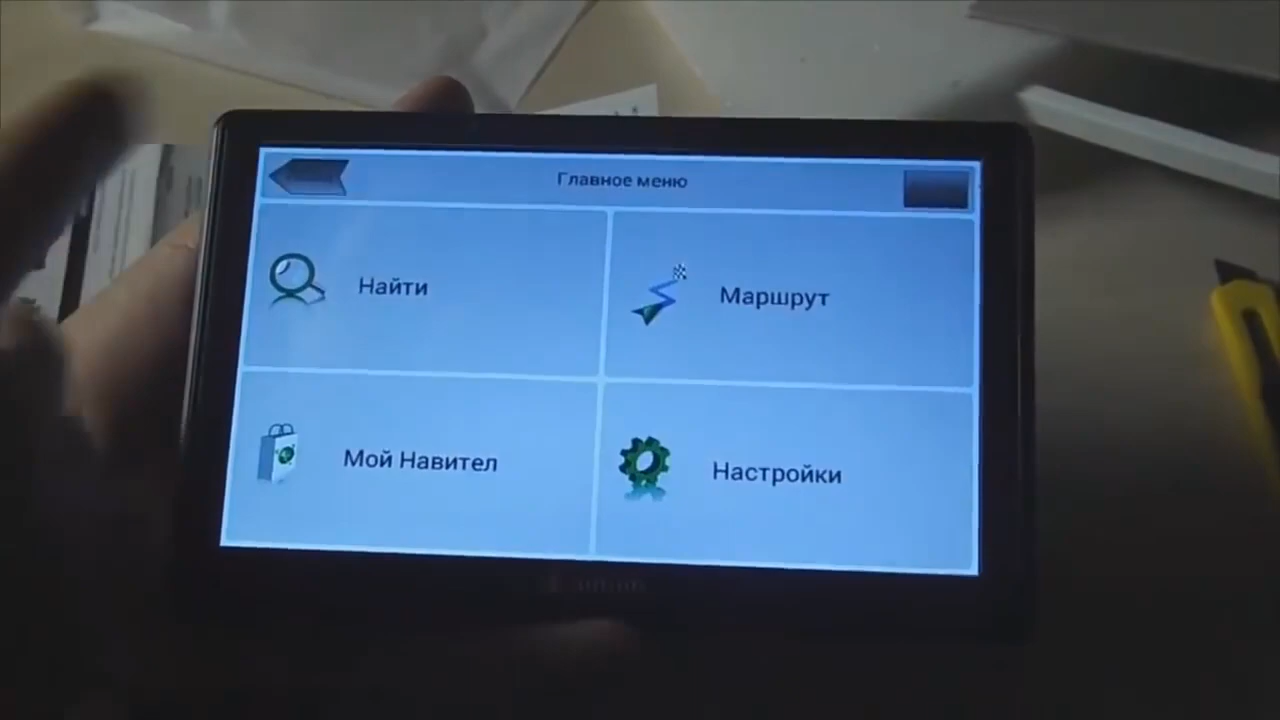 Главное меню
Найти
Маршрут
Мой Навител
Настройки